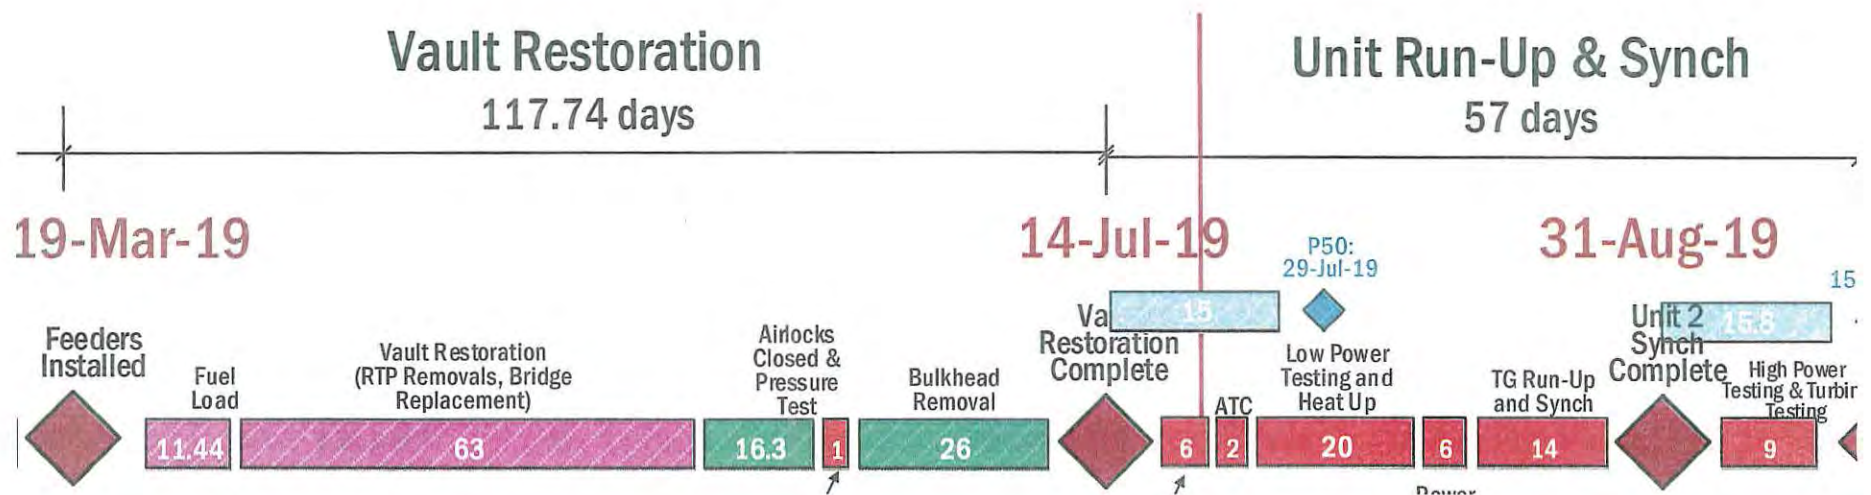 Vault Restoration
117.74 days
Unit Run-Up & Synch
57 days
19-Mar-19
14-Jul-19
31-Aug-19
P50:
29-Jul-19
15
15
15.8
Feeders
Installed
Fuel
Load
Vault Restoration
(RTP Removals, Bridge
Replacement)
Airlocks
Closed &
Pressure
Test
Bulkhead
Removal
Va
Restoration
Complete
ATC
Low Power
Testing and
Heat Up
TG Run-Up
and Synch
Unit 2
Synch
Complete
High Power
Testing & Turbin
Testing
11.44
63
16.3
1
26
6
2
20
6
14
9